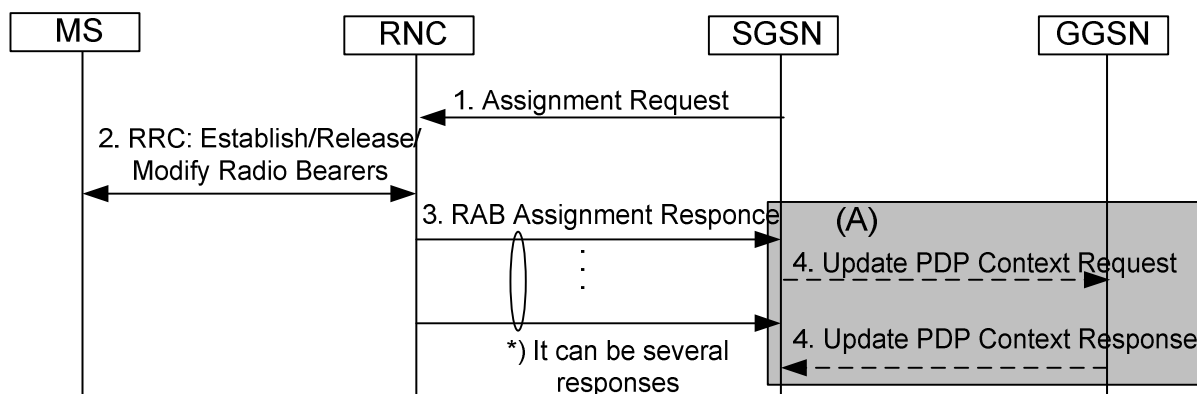 MS
RNC
SGSN
GGSN
1. Assignment Request
2. RRC: Establish/Release/
Modify Radio Bearers
3. RAB Assignment Responce
(A)
4. Update PDP Context Request
4. Update PDP Context Response
*) It can be several
responses